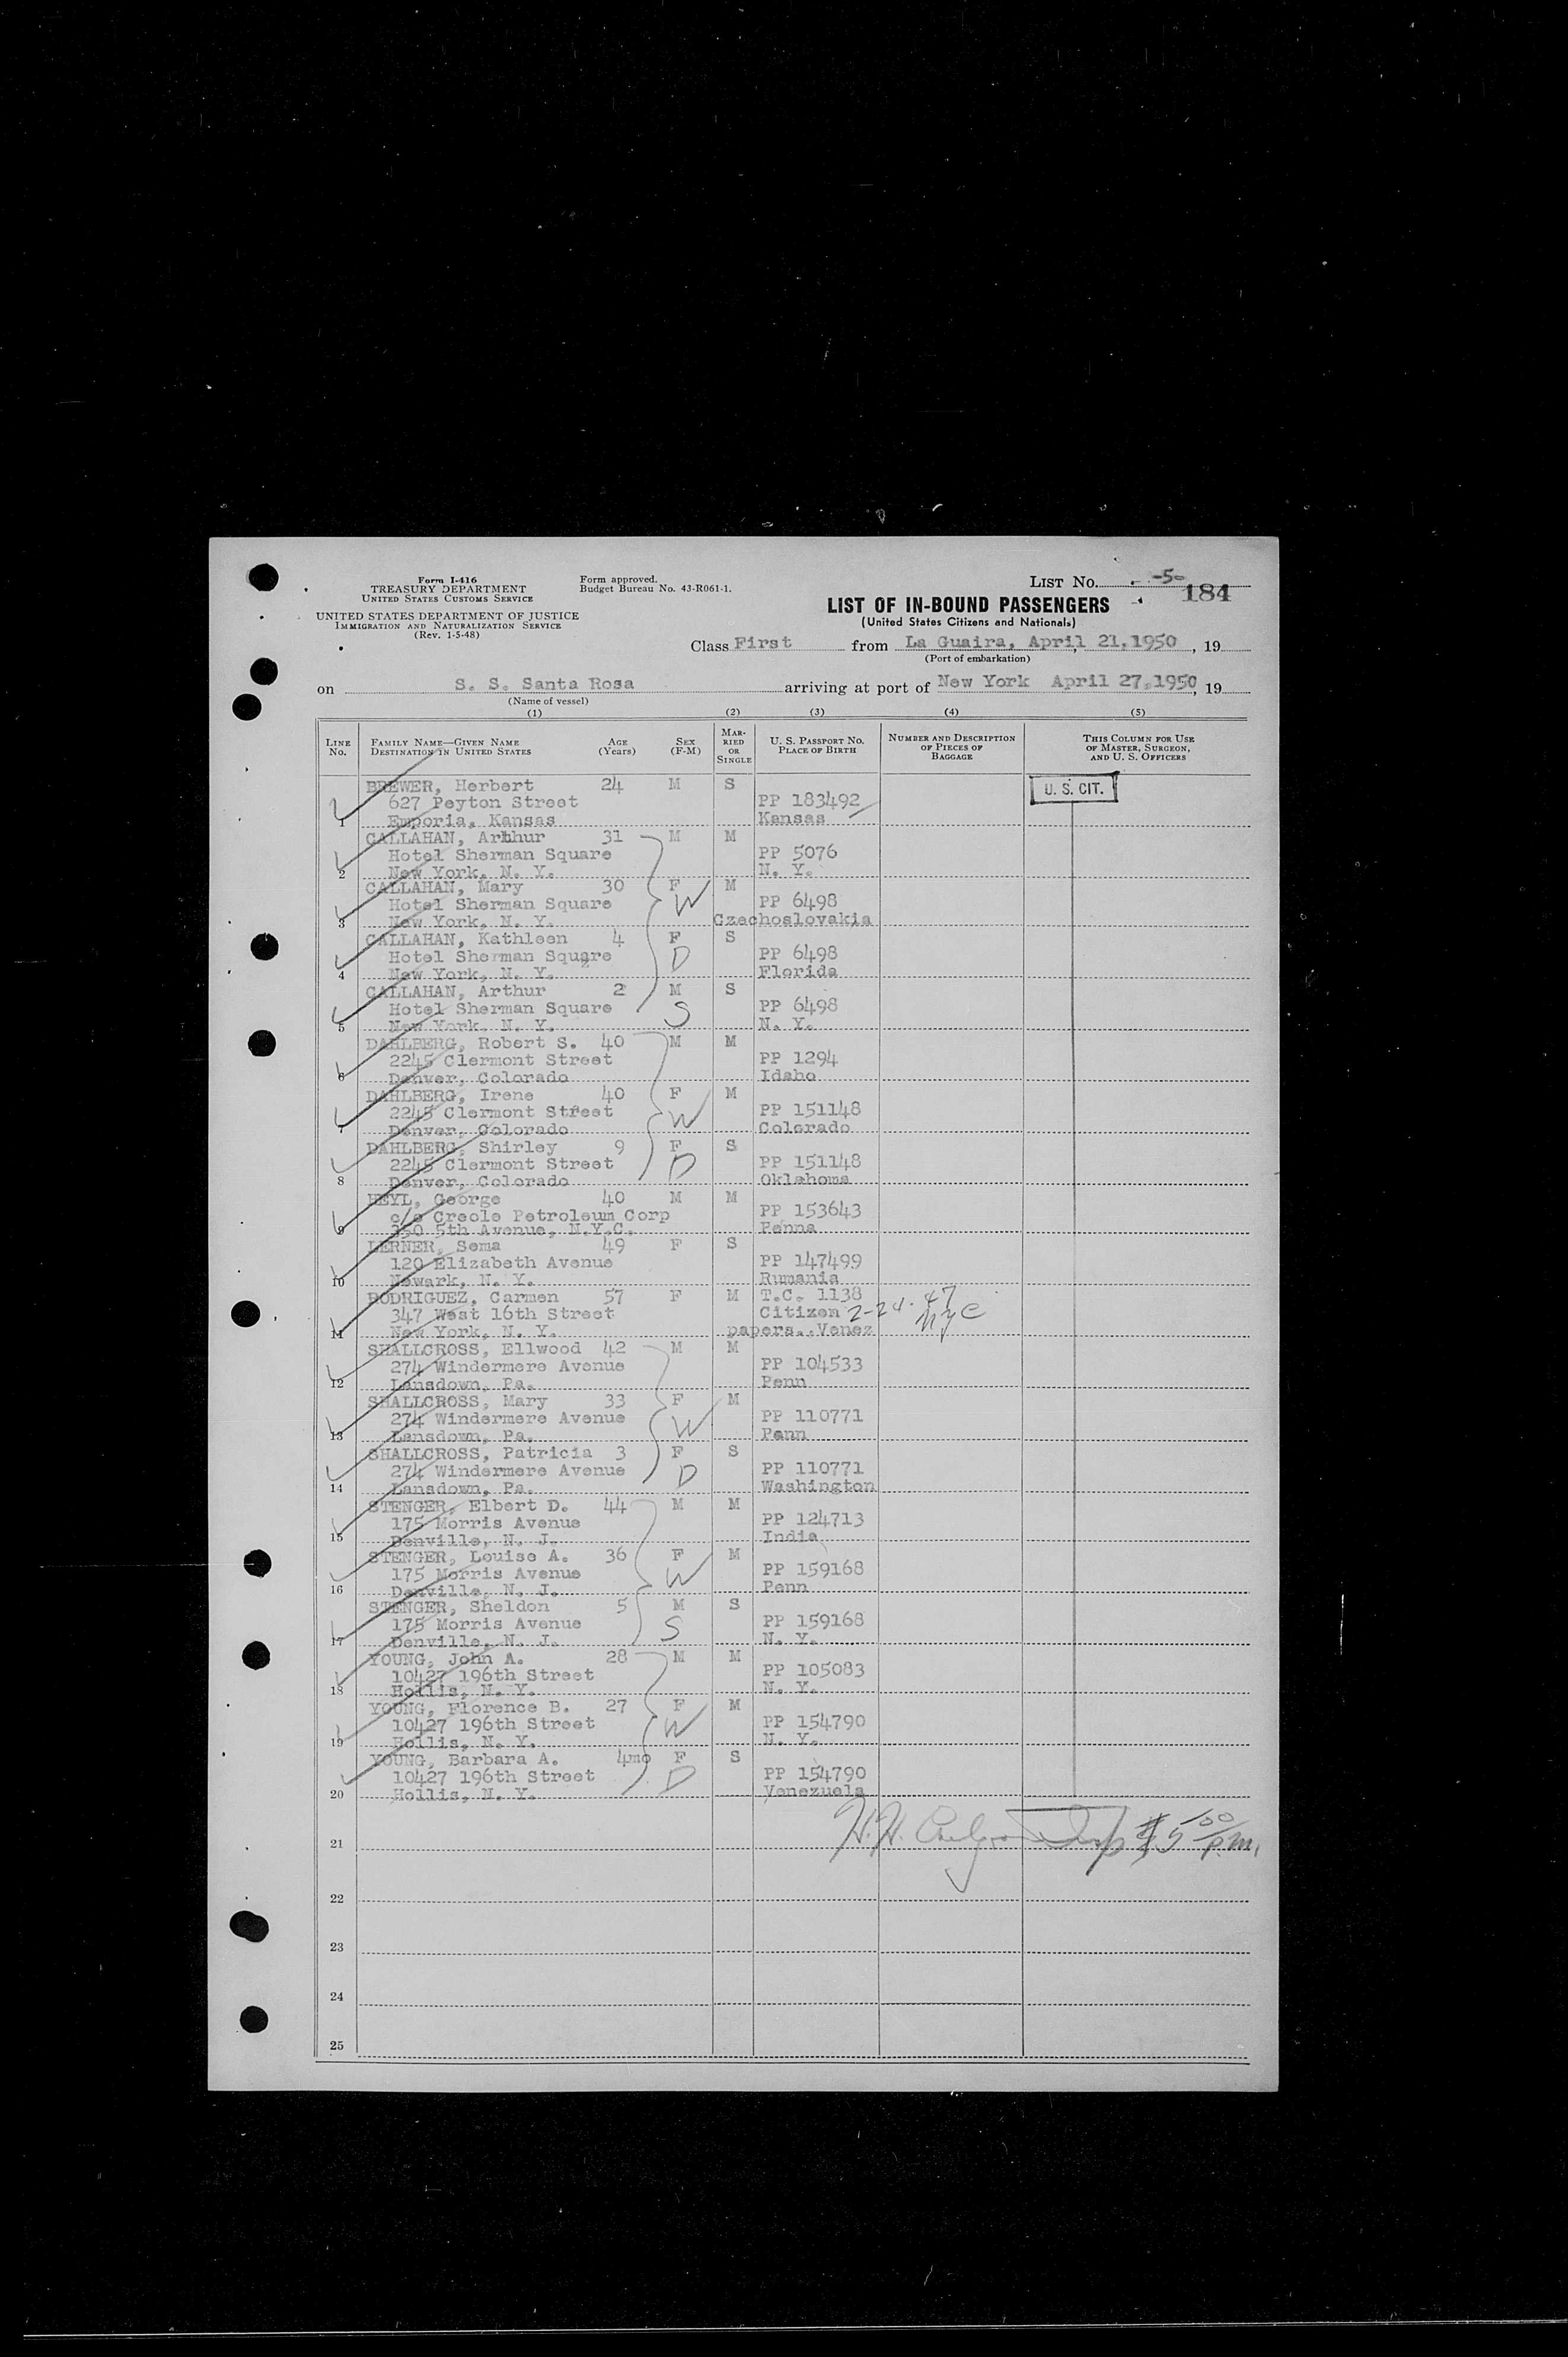 Form I-416
TREASURY DEPARTMENT
UNITED STATES CUSTOMS SERVICE
UNITED STATES DEPARTMENT OF JUSTICE
IMMIGRATION AND NATURALIZATION SERVICE
(Rev. 1-5-48)
Form approved.
Budget Bureau No. 43-R061-1.
LIST NO. -5-
184
LIST OF IN-BOUND PASSENGERS
(United States Citizens and Nationals)
Class First from La Guaira, April 21, 1950, 19
(Port of embarkation)
on S. S. Santa Rosa arriving at port of New York April 27, 1950, 19
(Name of vessel)
(1) (2) (3) (4) (5)
LINE NO. FAMILY NAME—GIVEN NAME DESTINATION IN UNITED STATES AGE (Years) SEX (F-M) MARRIED OR SINGLE U. S. PASSPORT NO. PLACE OF BIRTH NUMBER AND DESCRIPTION OF PIECES OF BAGGAGE THIS COLUMN FOR USE OF MASTER, SURGEON, AND U. S. OFFICERS
BREWER, Herbert 24 M S U. S. CIT.
627 Peyton Street PP 183492
1 Emporia, Kansas Kansas
CALLAHAN, Arthur 31 M M
Hotel Sherman Square PP 5076
2 New York, N. Y. N. Y.
CALLAHAN, Mary 30 F M
Hotel Sherman Square W PP 6498
3 New York, N. Y. Czechoslovakia
CALLAHAN, Kathleen 4 F S
Hotel Sherman Square D PP 6498
4 New York, N. Y. Florida
CALLAHAN, Arthur 2 M S
Hotel Sherman Square S PP 6498
5 New York, N. Y. N. Y.
DAHLBERG, Robert S. 40 M M
2245 Clermont Street PP 1294
6 Denver, Colorado Idaho
DAHLBERG, Irene 40 F M
2245 Clermont Street W PP 151148
7 Denver, Colorado Colorado
DAHLBERG, Shirley 9 F S
2245 Clermont Street D PP 151148
8 Denver, Colorado Oklahoma
HEYL, George 40 M M
c/o Creole Petroleum Corp PP 153643
9 350 5th Avenue, N.Y.C. Penna
LERNER, Sema 49 F S
120 Elizabeth Avenue PP 147499
10 Newark, N. Y. Rumania
RODRIGUEZ, Carmen 57 F M T.C. 1138
347 West 16th Street Citizen 2-24-47 nyc
11 New York, N. Y. papers. Venez
SHALLCROSS, Ellwood 42 M M
274 Windermere Avenue PP 104533
12 Lansdown, Pa. Penn
SHALLCROSS, Mary 33 F M
274 Windermere Avenue W PP 110771
13 Lansdown, Pa. Penn
SHALLCROSS, Patricia 3 F S
274 Windermere Avenue D PP 110771
14 Lansdown, Pa. Washington
STENGER, Elbert D. 44 M M
175 Morris Avenue PP 124713
15 Denville, N. J. India
STENGER, Louise A. 36 F M
175 Morris Avenue W PP 159168
16 Denville, N. J. Penn
STENGER, Sheldon 5 M S
175 Morris Avenue S PP 159168
17 Denville, N. J. N. Y.
YOUNG, John A. 28 M M
10427 196th Street PP 105083
18 Hollis, N. Y. N. Y.
YOUNG, Florence B. 27 F M
10427 196th Street W PP 154790
19 Hollis, N. Y. N. Y.
YOUNG, Barbara A. 4mo F S
10427 196th Street D PP 154790
20 Hollis, N. Y. Venezuela
21 H. H. Insp 5 00 P.M.
22
23
24
25